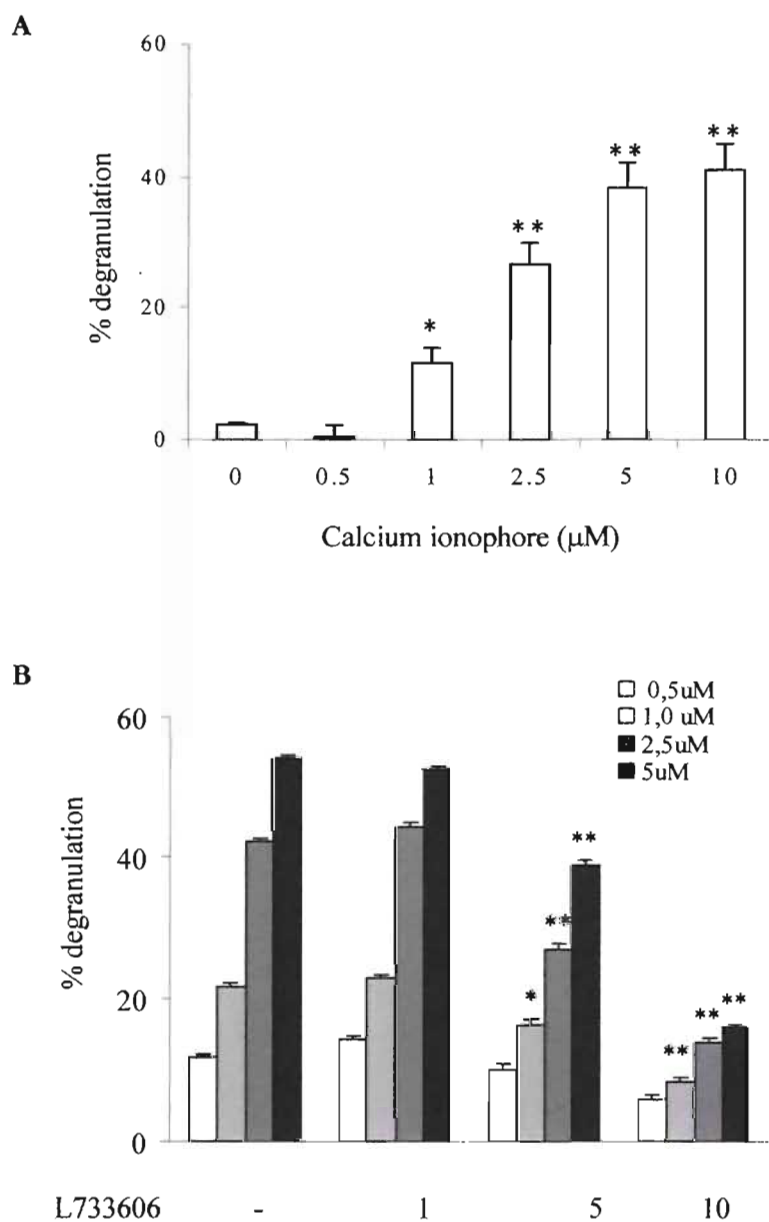 A
60
40
20
0
% degranulation
* ** ** **
0 0.5 1 2.5 5 10
Calcium ionophore (µM)
B
0,5uM
1,0 uM
2,5uM
5uM
60
40
20
0
% degranulation
* ** ** ** ** **
L733606 - 1 5 10